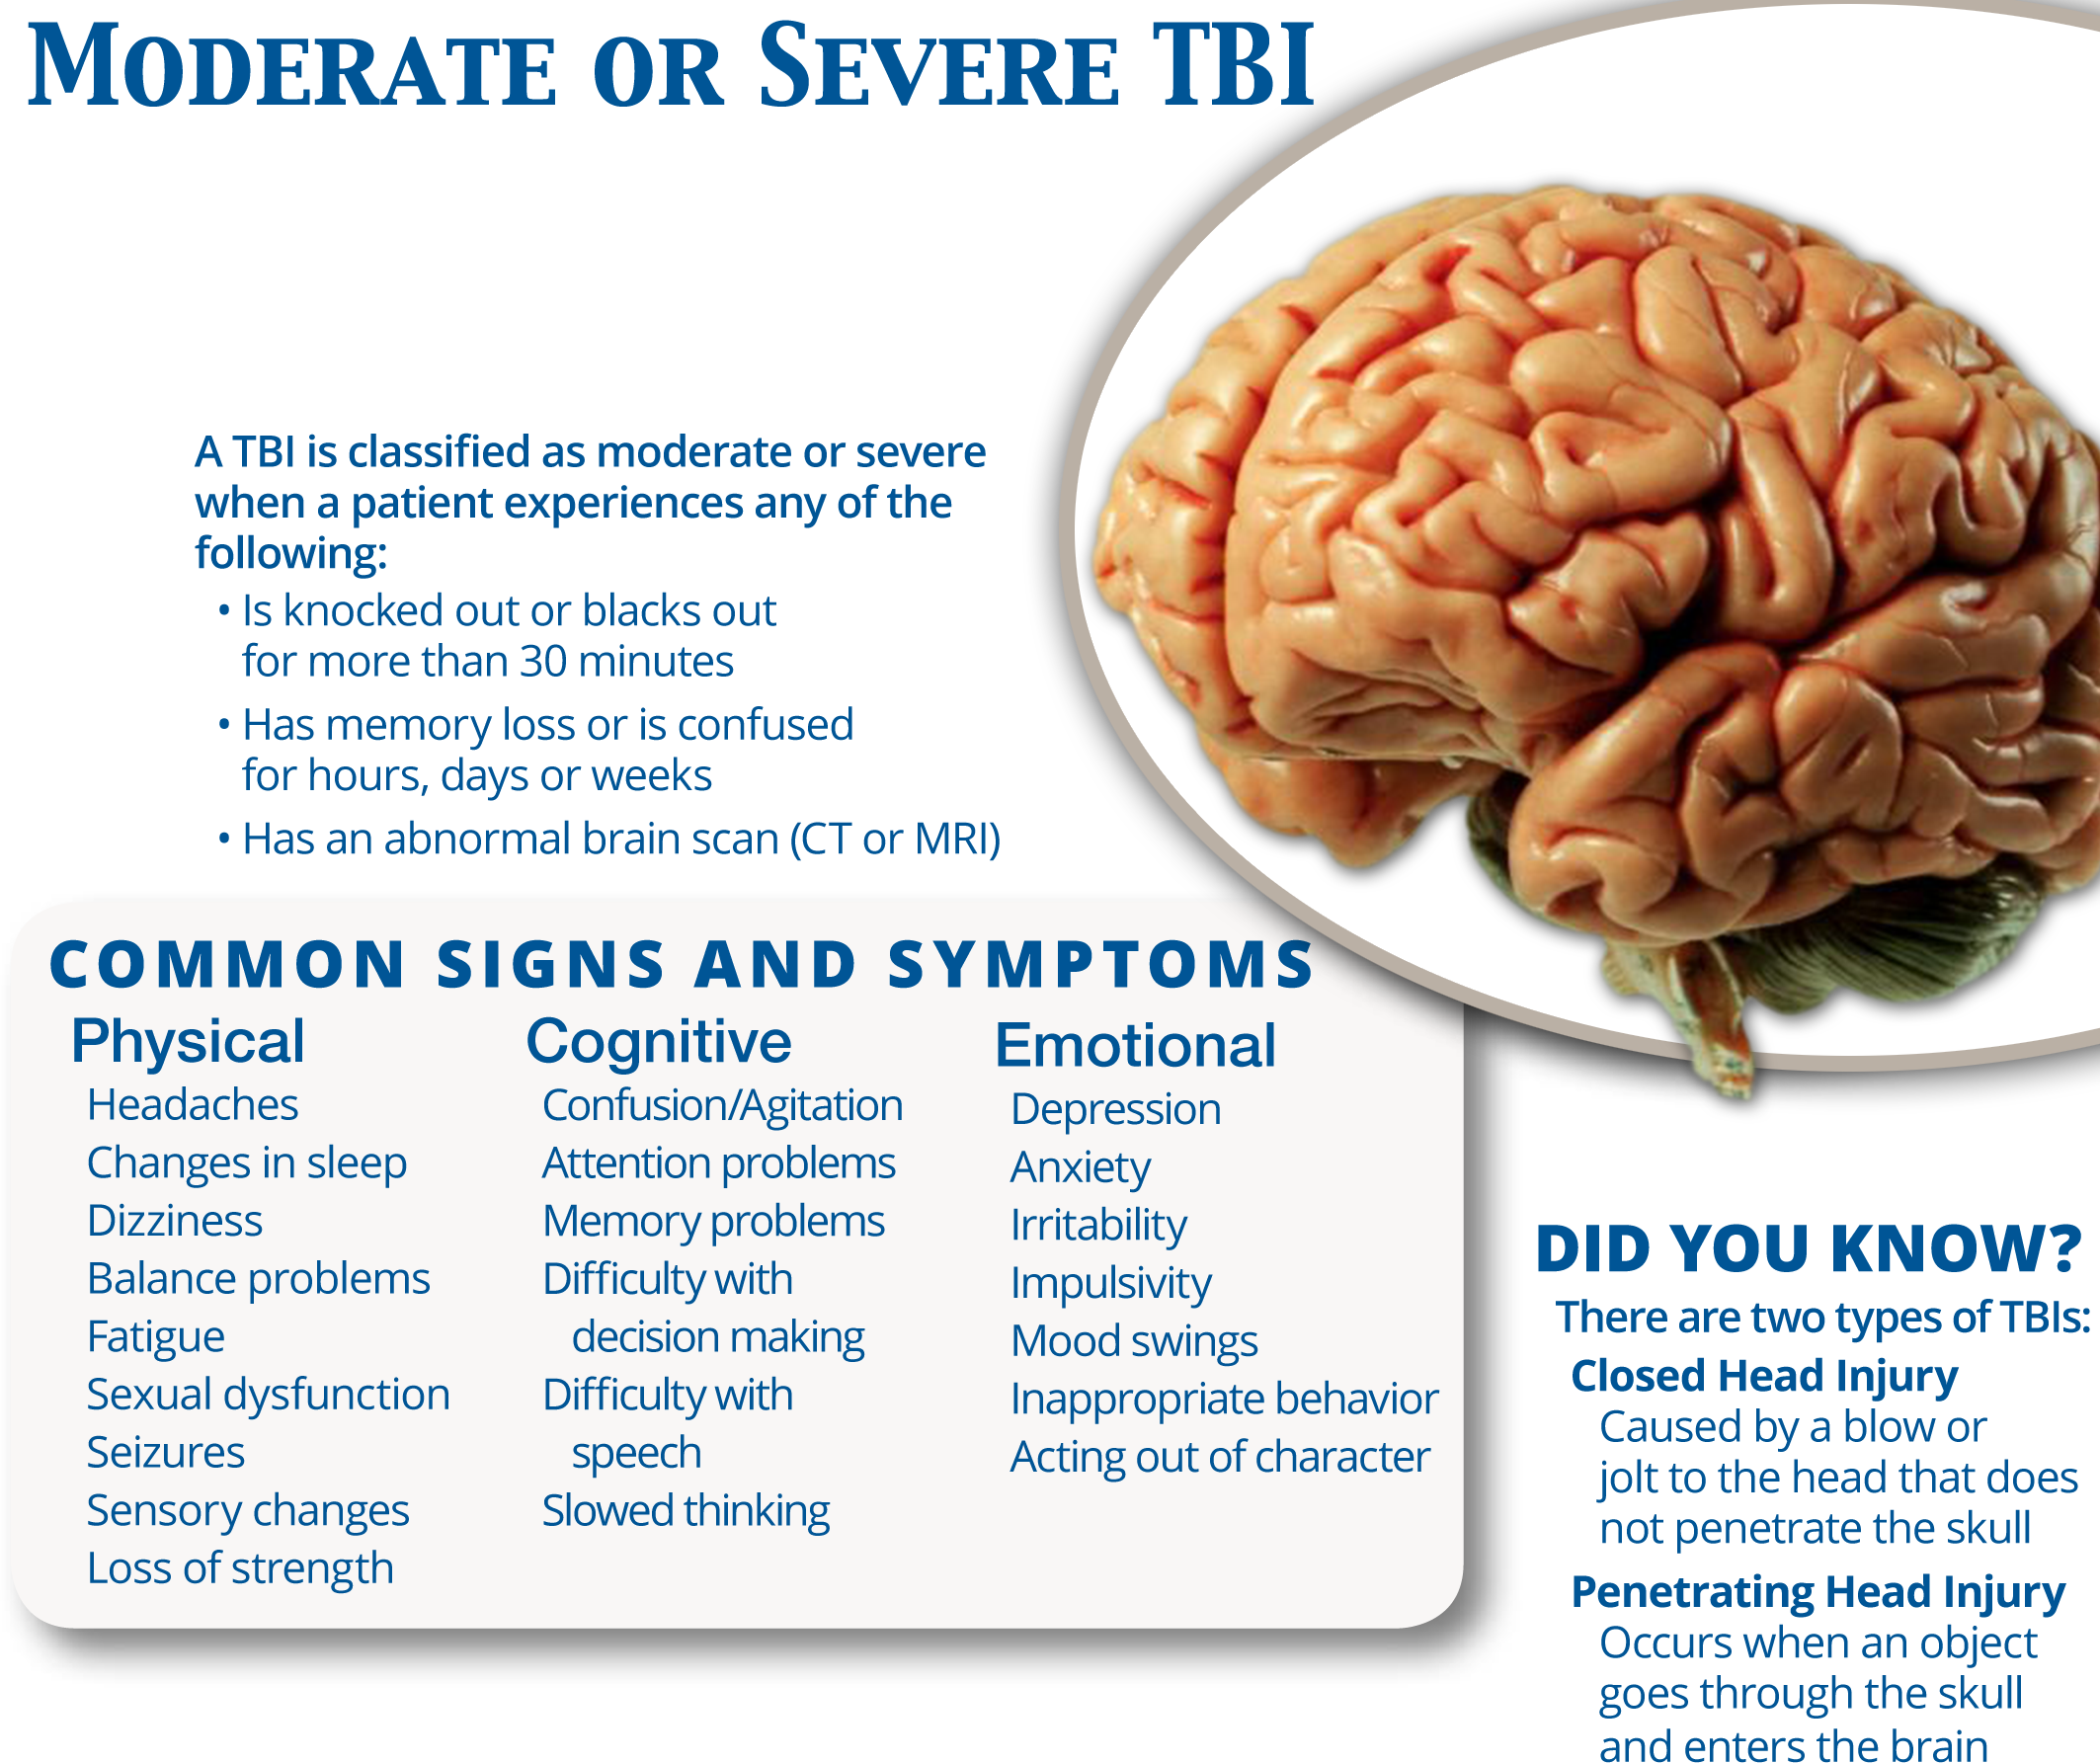 MODERATE OR SEVERE TBI
A TBI is classified as moderate or severe
when a patient experiences any of the
following:
• Is knocked out or blacks out
for more than 30 minutes
• Has memory loss or is confused
for hours, days or weeks
• Has an abnormal brain scan (CT or MRI)
COMMON SIGNS AND SYMPTOMS
Physical
Headaches
Changes in sleep
Dizziness
Balance problems
Fatigue
Sexual dysfunction
Seizures
Sensory changes
Loss of strength
Cognitive
Confusion/Agitation
Attention problems
Memory problems
Difficulty with
decision making
Difficulty with
speech
Slowed thinking
Emotional
Depression
Anxiety
Irritability
Impulsivity
Mood swings
Inappropriate behavior
Acting out of character
DID YOU KNOW?
There are two types of TBIs:
Closed Head Injury
Caused by a blow or
jolt to the head that does
not penetrate the skull
Penetrating Head Injury
Occurs when an object
goes through the skull
and enters the brain